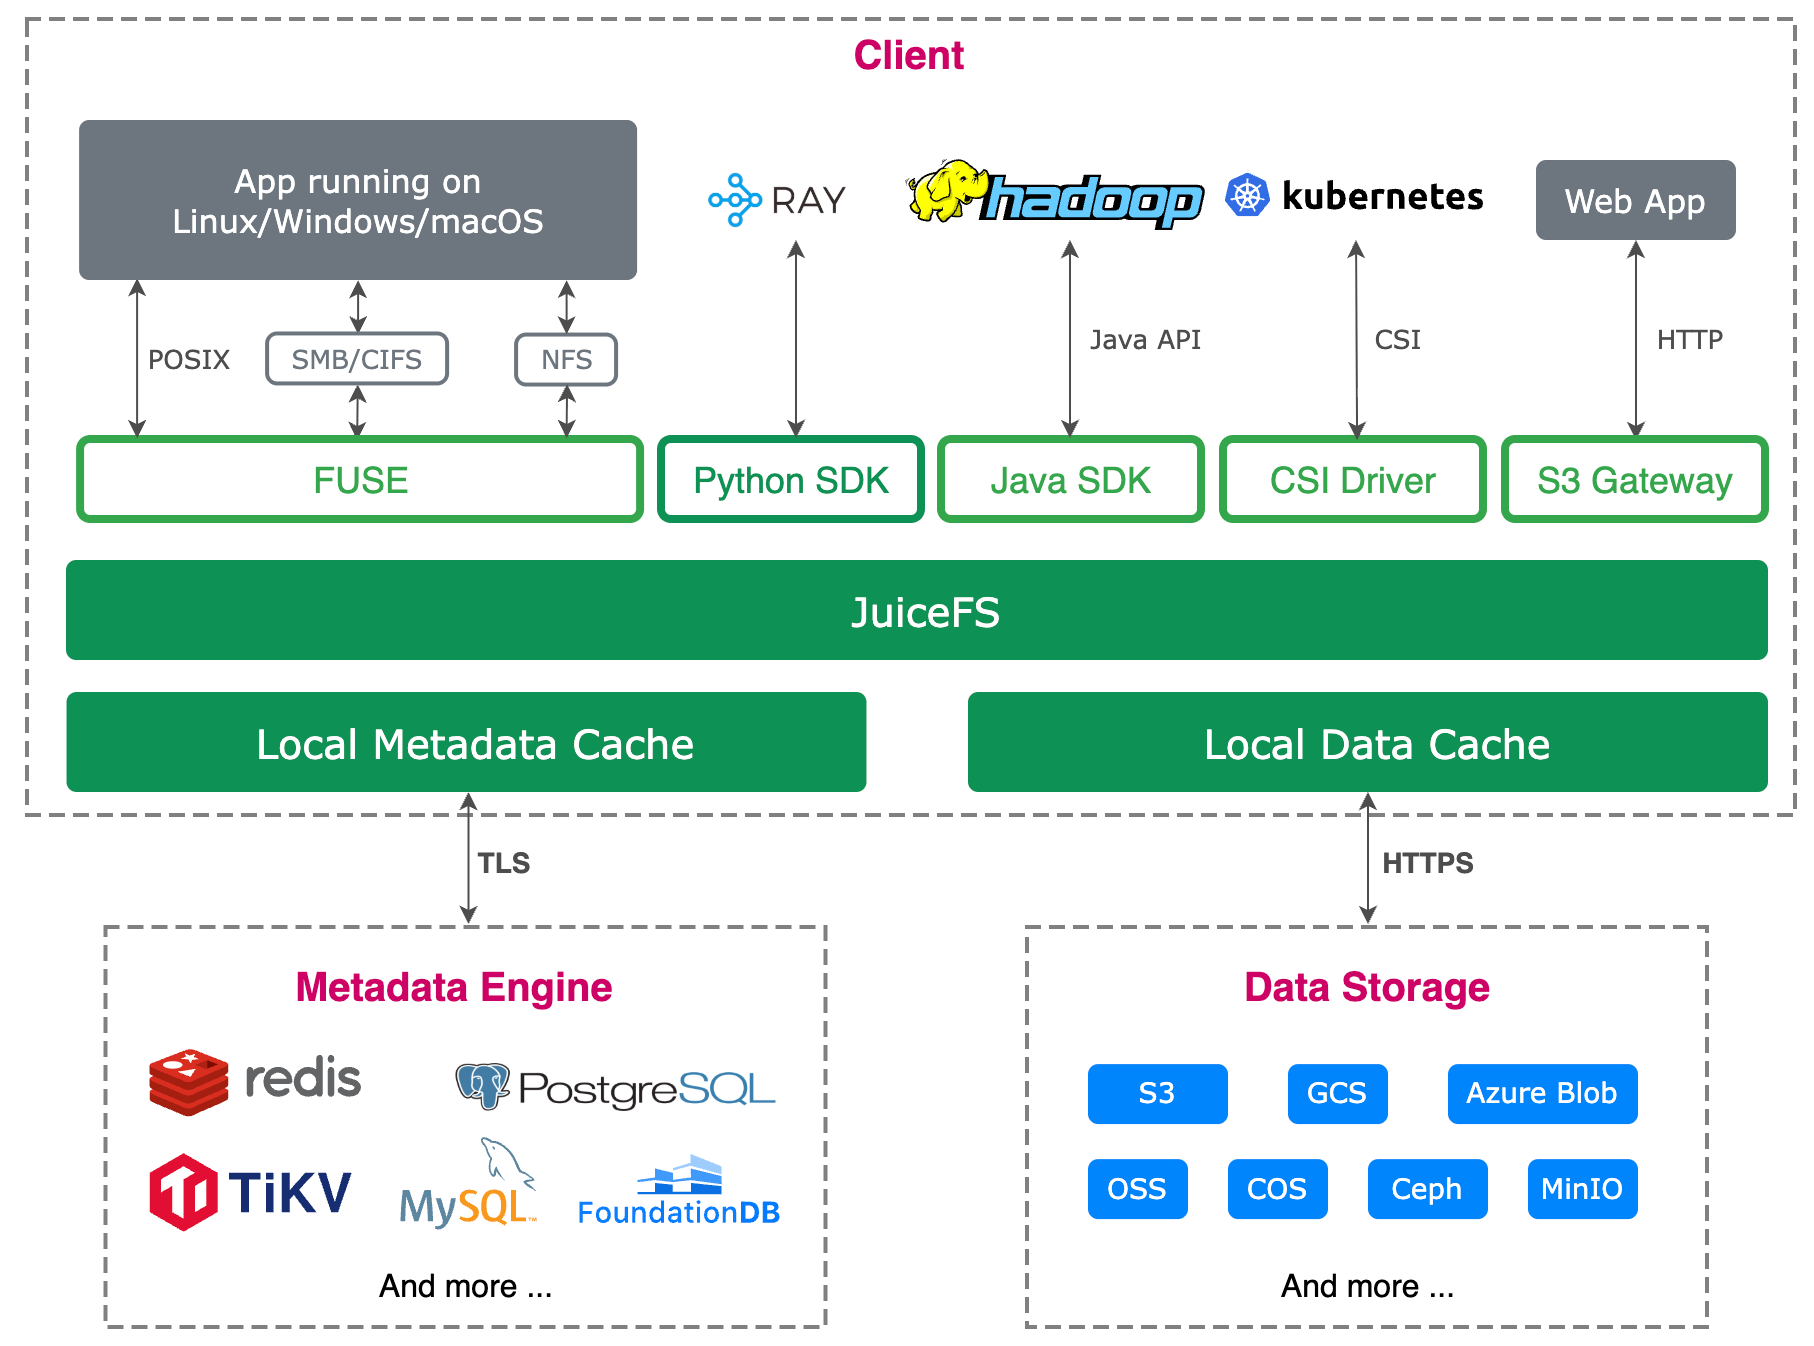 Client
App running on
Linux/Windows/macOS
RAY
hadoop
kubernetes
Web App
POSIX
SMB/CIFS
NFS
Java API
CSI
HTTP
FUSE
Python SDK
Java SDK
CSI Driver
S3 Gateway
JuiceFS
Local Metadata Cache
Local Data Cache
TLS
HTTPS
Metadata Engine
redis
PostgreSQL
TiKV
MySQL™
FoundationDB
And more ...
Data Storage
S3
GCS
Azure Blob
OSS
COS
Ceph
MinIO
And more ...